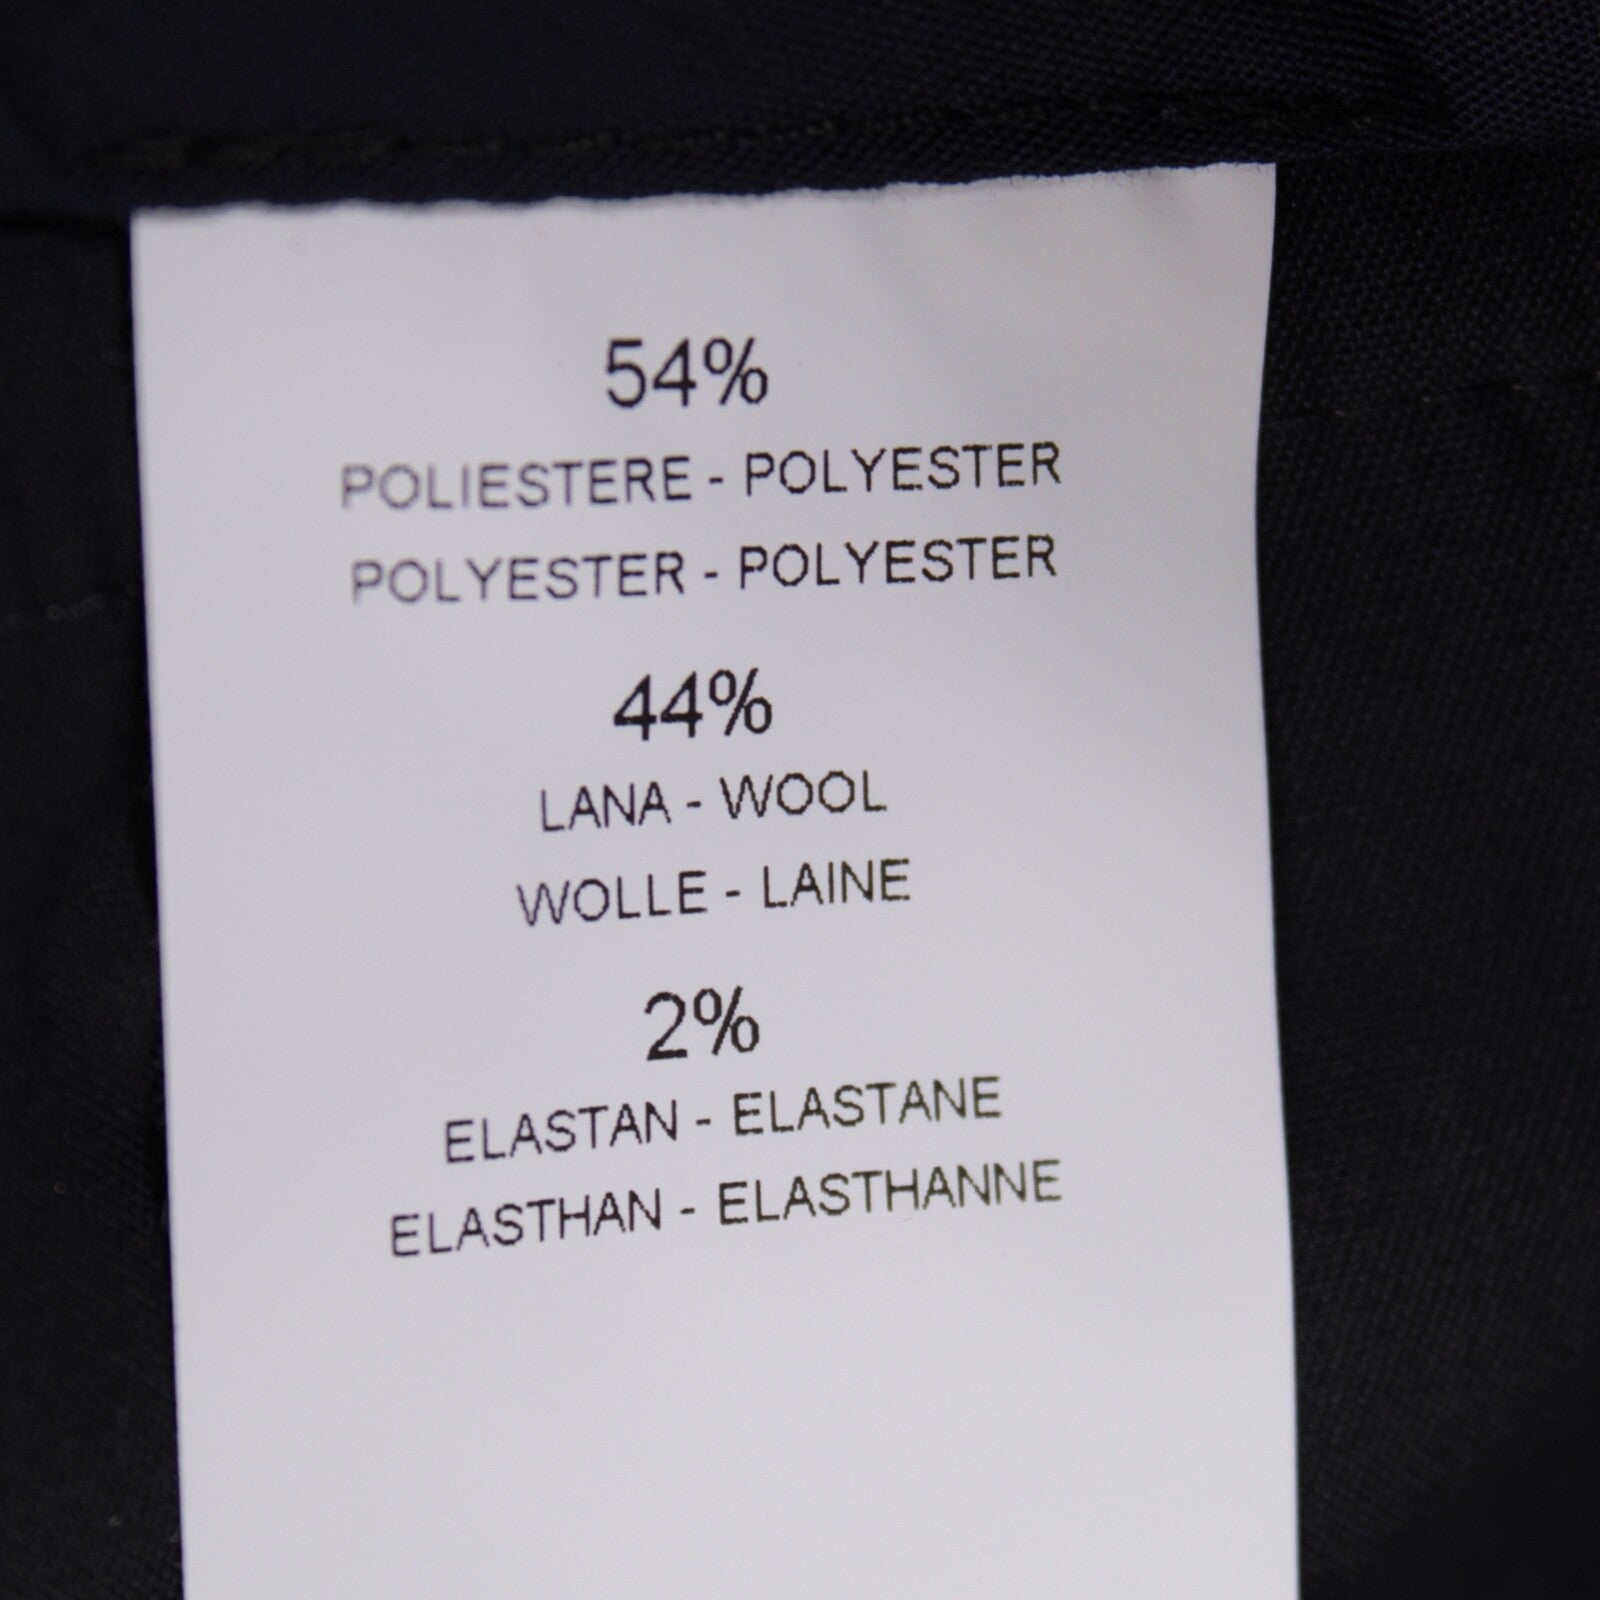 54%
POLIESTERE - POLYESTER
POLYESTER - POLYESTER
44%
LANA - WOOL
WOLLE - LAINE
2%
ELASTAN - ELASTANE
ELASTHAN - ELASTHANNE